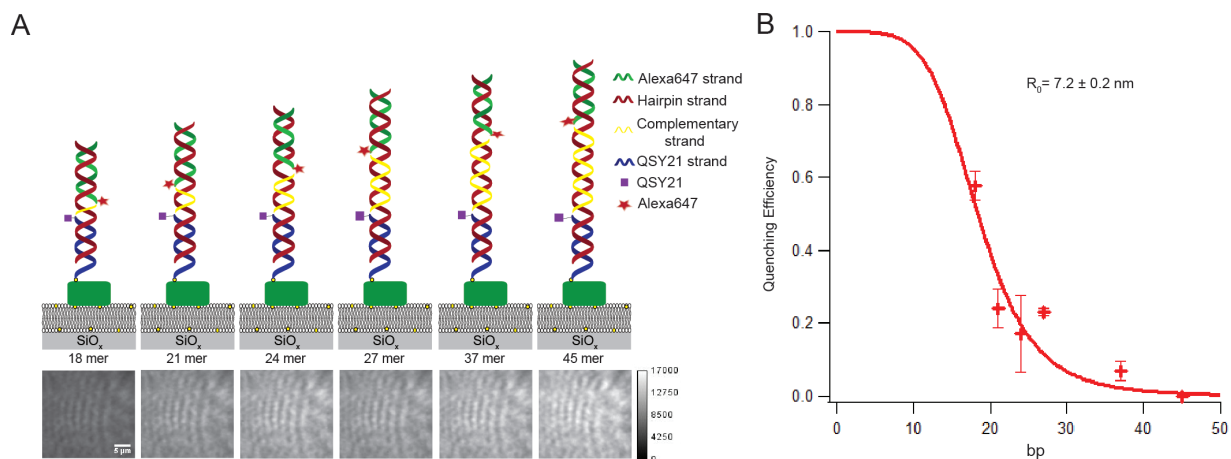 A
Alexa647 strand
Hairpin strand
Complementary
strand
QSY21 strand
QSY21
Alexa647
SiOx SiOx SiOx SiOx SiOx SiOx
18 mer 21 mer 24 mer 27 mer 37 mer 45 mer
5 µm
17000
12750
8500
4250
0
B
R0= 7.2 ± 0.2 nm
Quenching Efficiency
1.0
0.8
0.6
0.4
0.2
0.0
0 10 20 30 40 50
bp